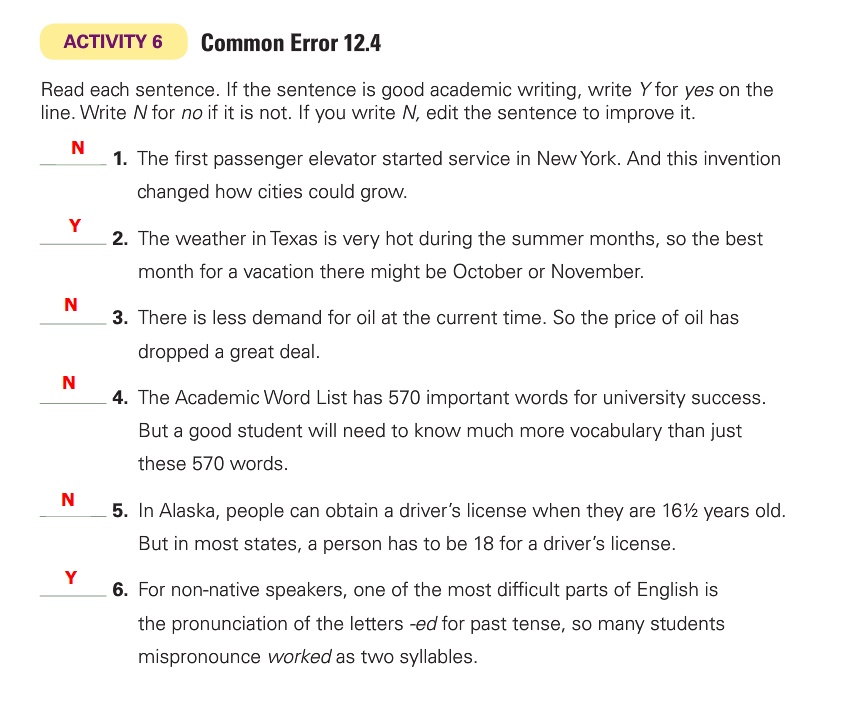 ACTIVITY 6 Common Error 12.4
Read each sentence. If the sentence is good academic writing, write Y for yes on the
line. Write N for no if it is not. If you write N, edit the sentence to improve it.
N 1. The first passenger elevator started service in New York. And this invention
changed how cities could grow.
Y 2. The weather in Texas is very hot during the summer months, so the best
month for a vacation there might be October or November.
N 3. There is less demand for oil at the current time. So the price of oil has
dropped a great deal.
N 4. The Academic Word List has 570 important words for university success.
But a good student will need to know much more vocabulary than just
these 570 words.
N 5. In Alaska, people can obtain a driver's license when they are 16½ years old.
But in most states, a person has to be 18 for a driver's license.
Y 6. For non-native speakers, one of the most difficult parts of English is
the pronunciation of the letters -ed for past tense, so many students
mispronounce worked as two syllables.